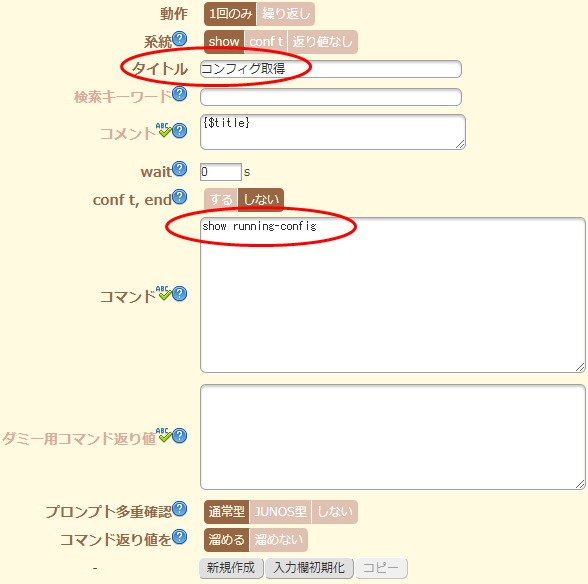 動作 1回のみ 繰り返し
系統 show conf t 返り値なし
タイトル コンフィグ取得
検索キーワード
コメント ABC {$title}
wait 0 s
conf t, end する しない
show running-config
コマンド ABC
ダミー用コマンド返り値 ABC
プロンプト多重確認 通常型 JUNOS型 しない
コマンド返り値を 溜める 溜めない
- 新規作成 入力欄初期化 コピー